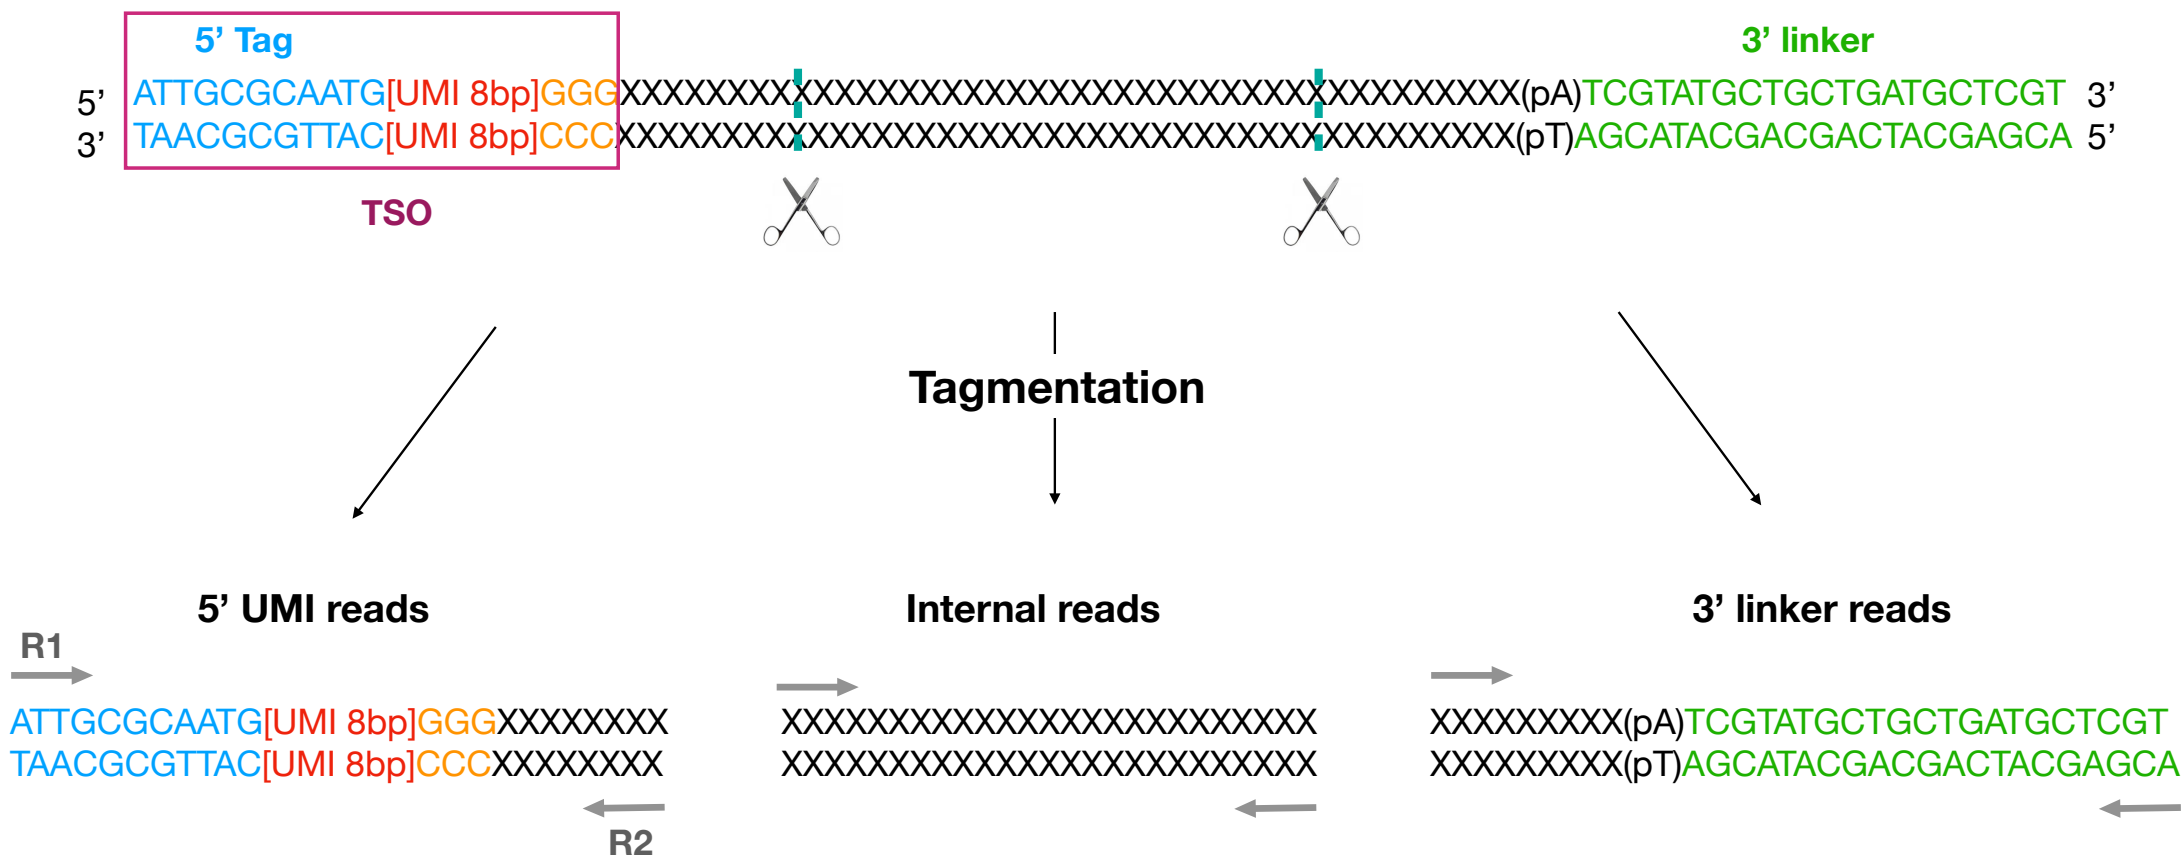 5’ Tag
3’ linker
5’ ATTGCGCAATG[UMI 8bp]GGGXXXXXXXXXXXXXXXXXXXXXXXXXXXXXXXXXXXXXXXXXX(pA)TCGTATGCTGCTGATGCTCGT 3’
3’ TAACGCGTTAC[UMI 8bp]CCCXXXXXXXXXXXXXXXXXXXXXXXXXXXXXXXXXXXXXXXXXX(pT)AGCATACGACGACTACGAGCA 5’
TSO
Tagmentation
5’ UMI reads
Internal reads
3’ linker reads
R1
ATTGCGCAATG[UMI 8bp]GGGXXXXXXXX
TAACGCGTTAC[UMI 8bp]CCCXXXXXXXX
XXXXXXXXXXXXXXXXXXXXXXXXX
XXXXXXXXXXXXXXXXXXXXXXXXX
XXXXXXXXX(pA)TCGTATGCTGCTGATGCTCGT
XXXXXXXXX(pT)AGCATACGACGACTACGAGCA
R2